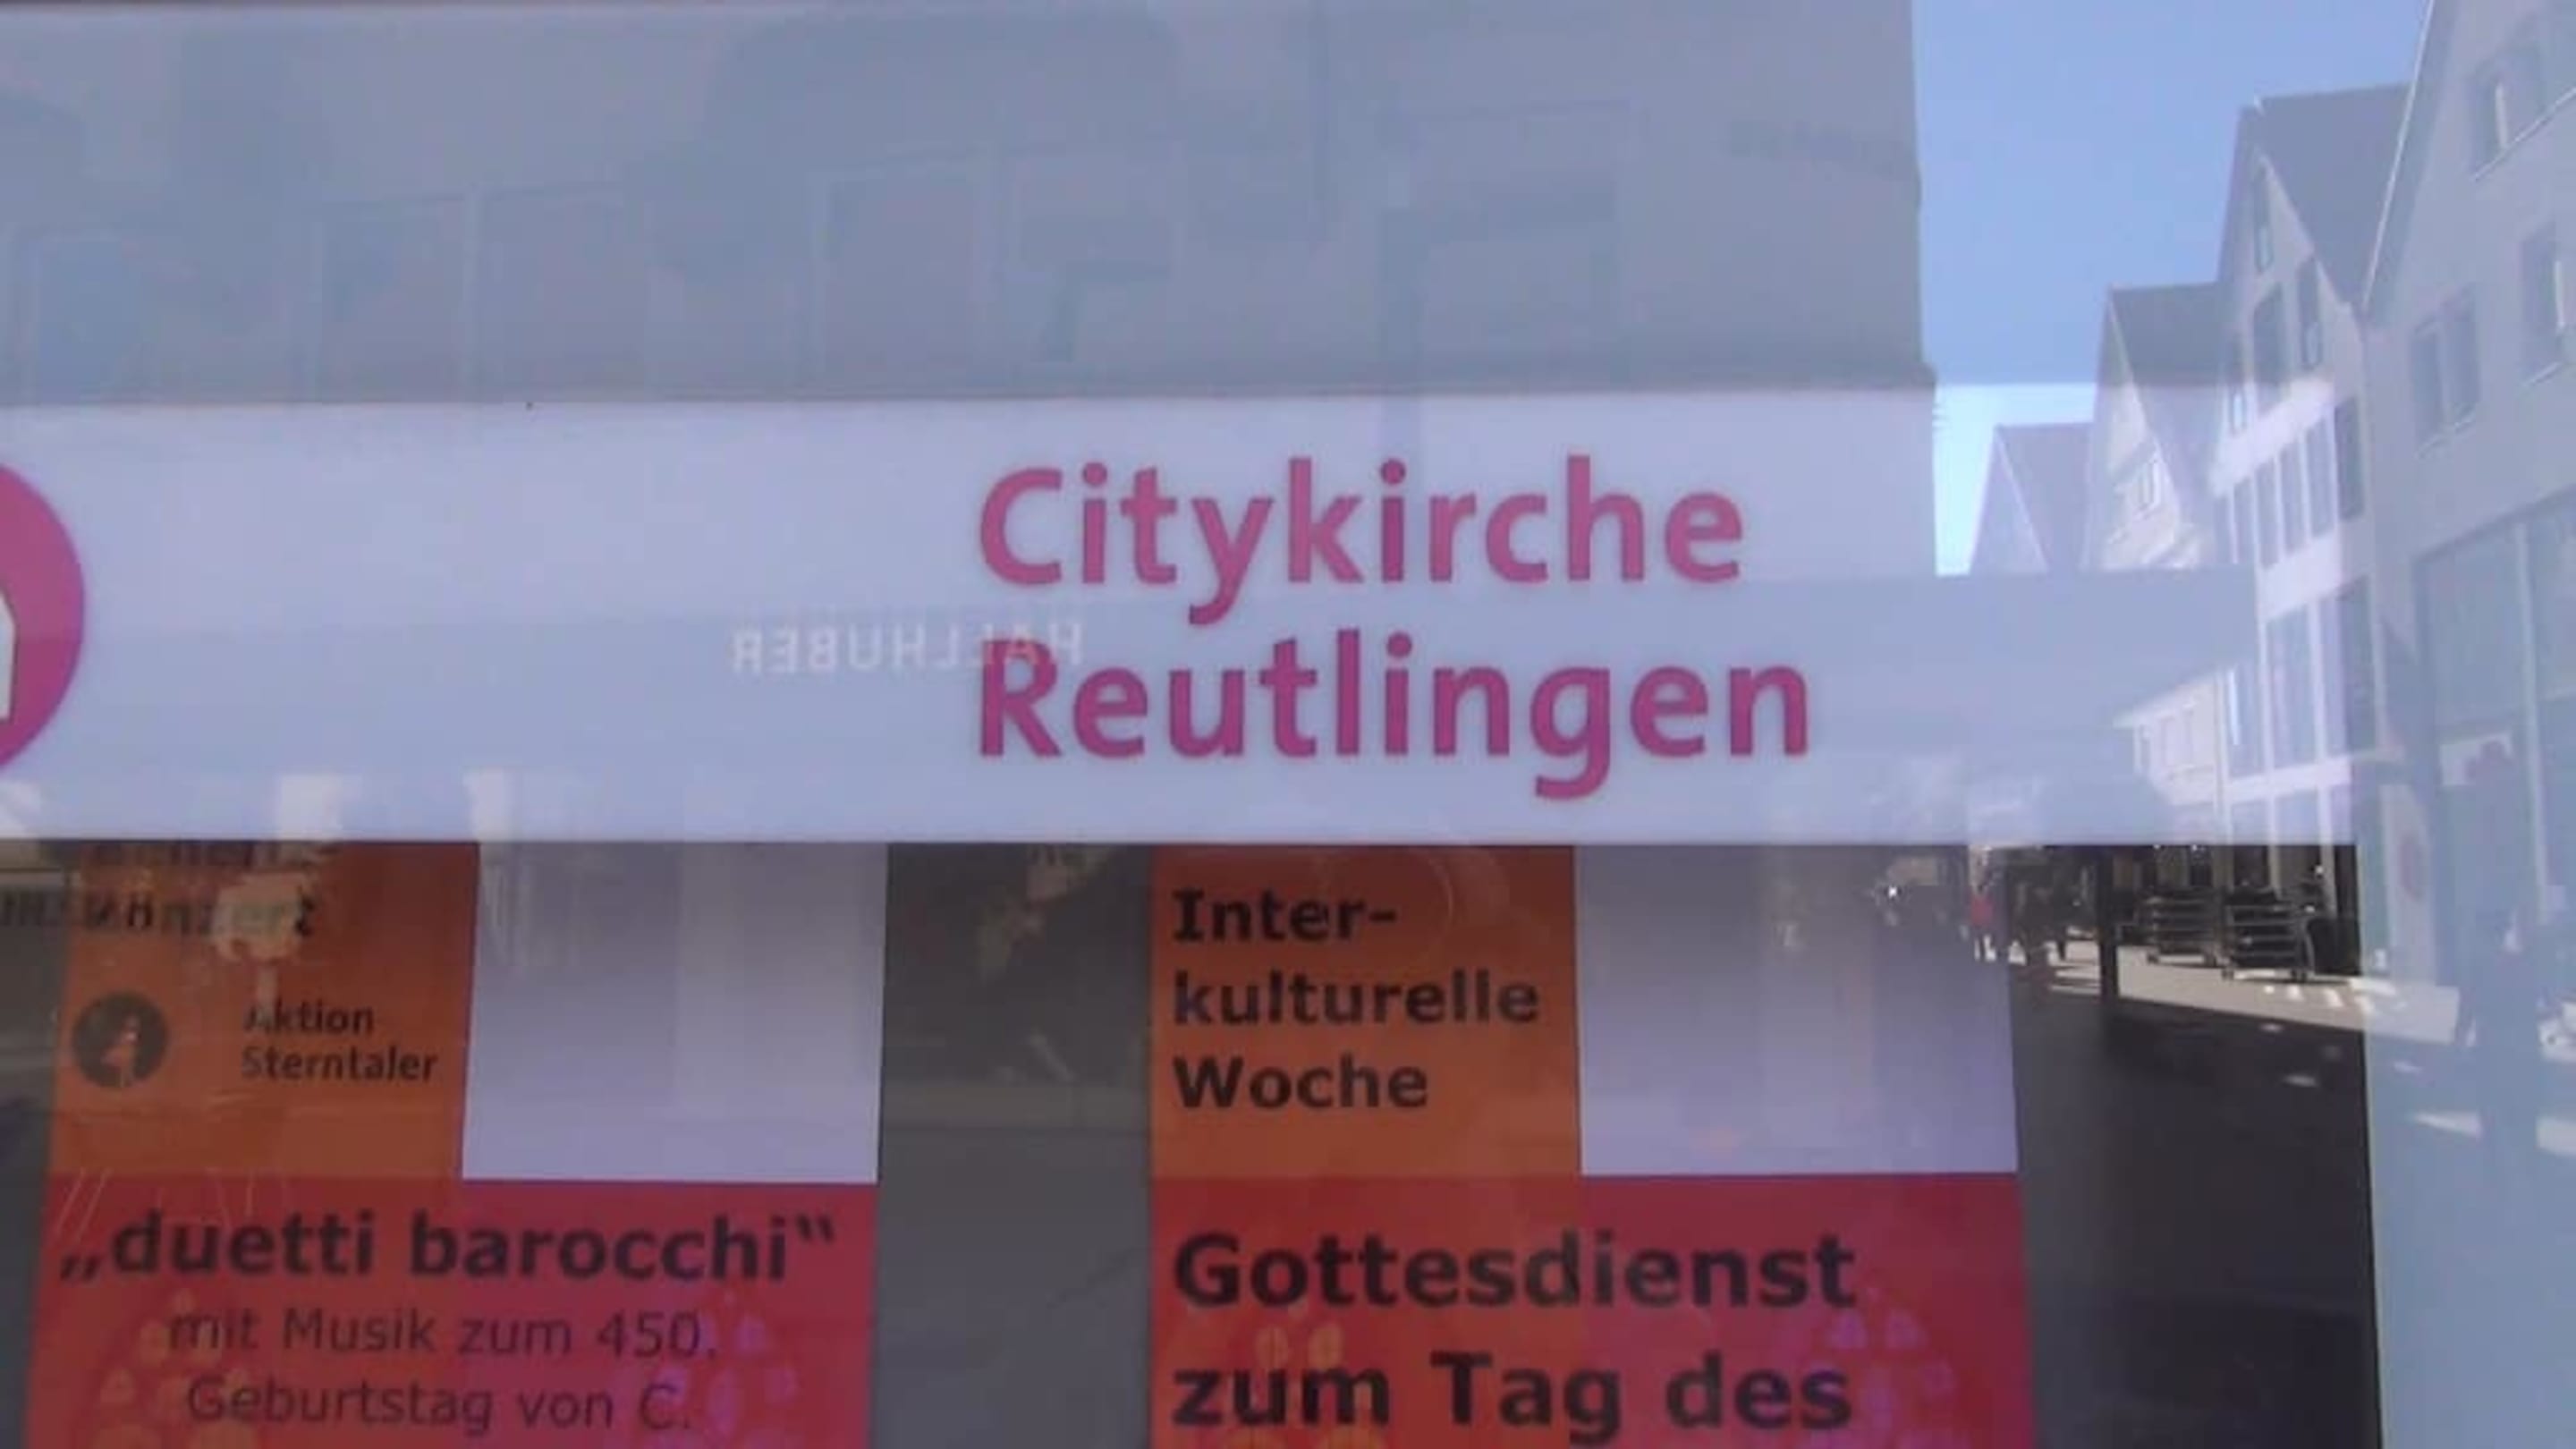 Citykirche
Reutlingen
HALLHUBER
Aktion
Sterntaler
„duetti barocchi“
mit Musik zum 450.
Geburtstag von C.
Inter-
kulturelle
Woche
Gottesdienst
zum Tag des